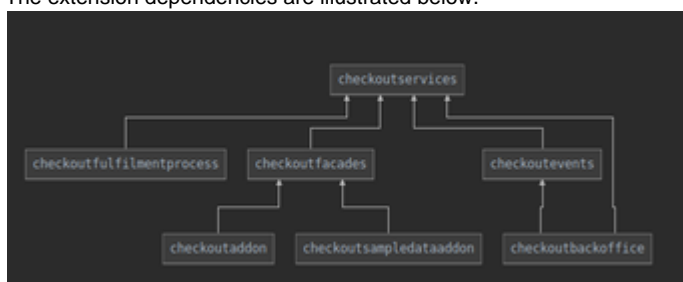 The extension dependencies are illustrated below:
checkoutservices
checkoutfulfilmentprocess checkoutfacades checkoutevents
checkoutaddon checkoutsampledataaddon checkoutbackoffice